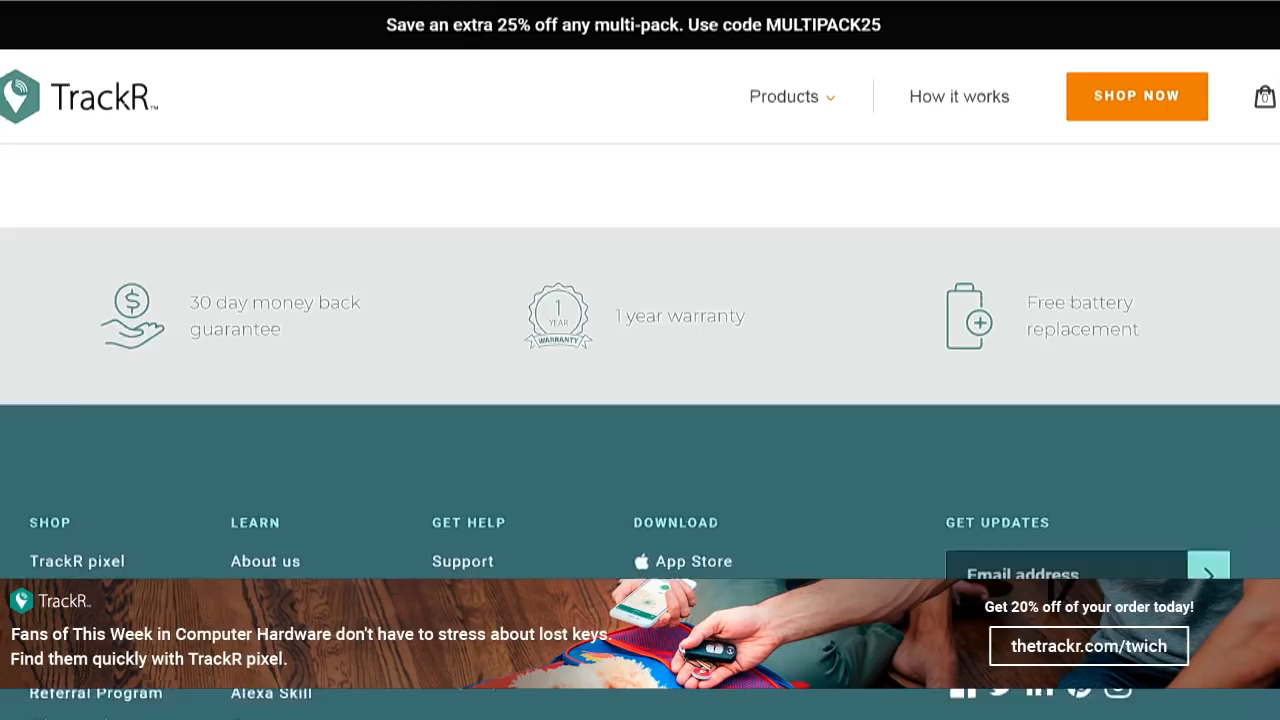 Save an extra 25% off any multi-pack. Use code MULTIPACK25
TrackR™
Products
How it works
SHOP NOW
0
30 day money back
guarantee
1
YEAR
WARRANTY
1 year warranty
Free battery
replacement
SHOP
LEARN
GET HELP
DOWNLOAD
GET UPDATES
TrackR pixel
About us
Support
App Store
Email address
TrackR™
Fans of This Week in Computer Hardware don't have to stress about lost keys.
Find them quickly with TrackR pixel.
Get 20% off of your order today!
thetrackr.com/twich
Referral Program
Alexa Skill